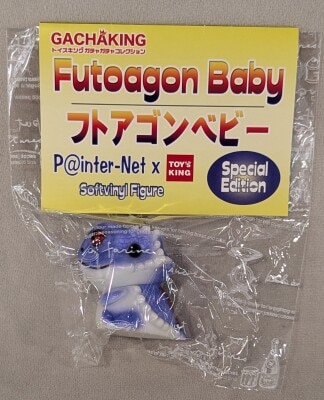 GACHAKING
トイズキングガチャガチャコレクション
Futoagon Baby
フトアゴンベビー
P@inter-Net x TOY's KING
Softvinyl Figure
Special Edition